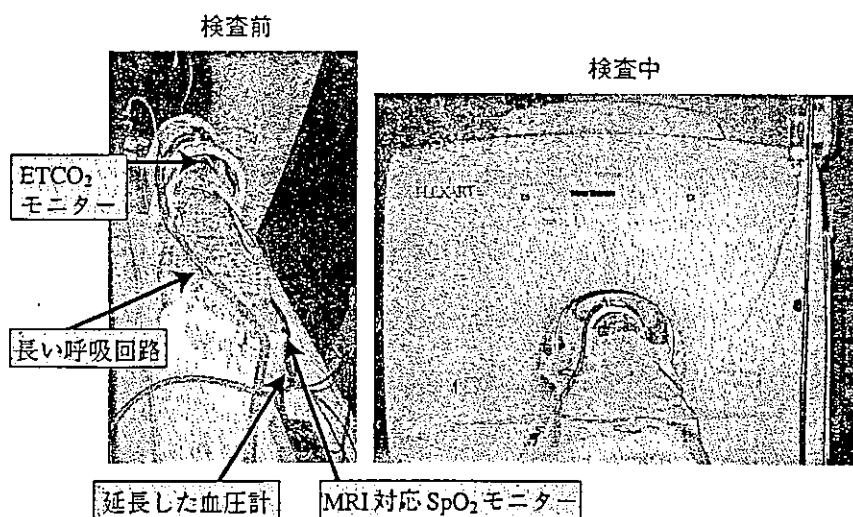 検査前
検査中
ETCO₂
モニター
長い呼吸回路
延長した血圧計
MRI対応SpO₂モニター